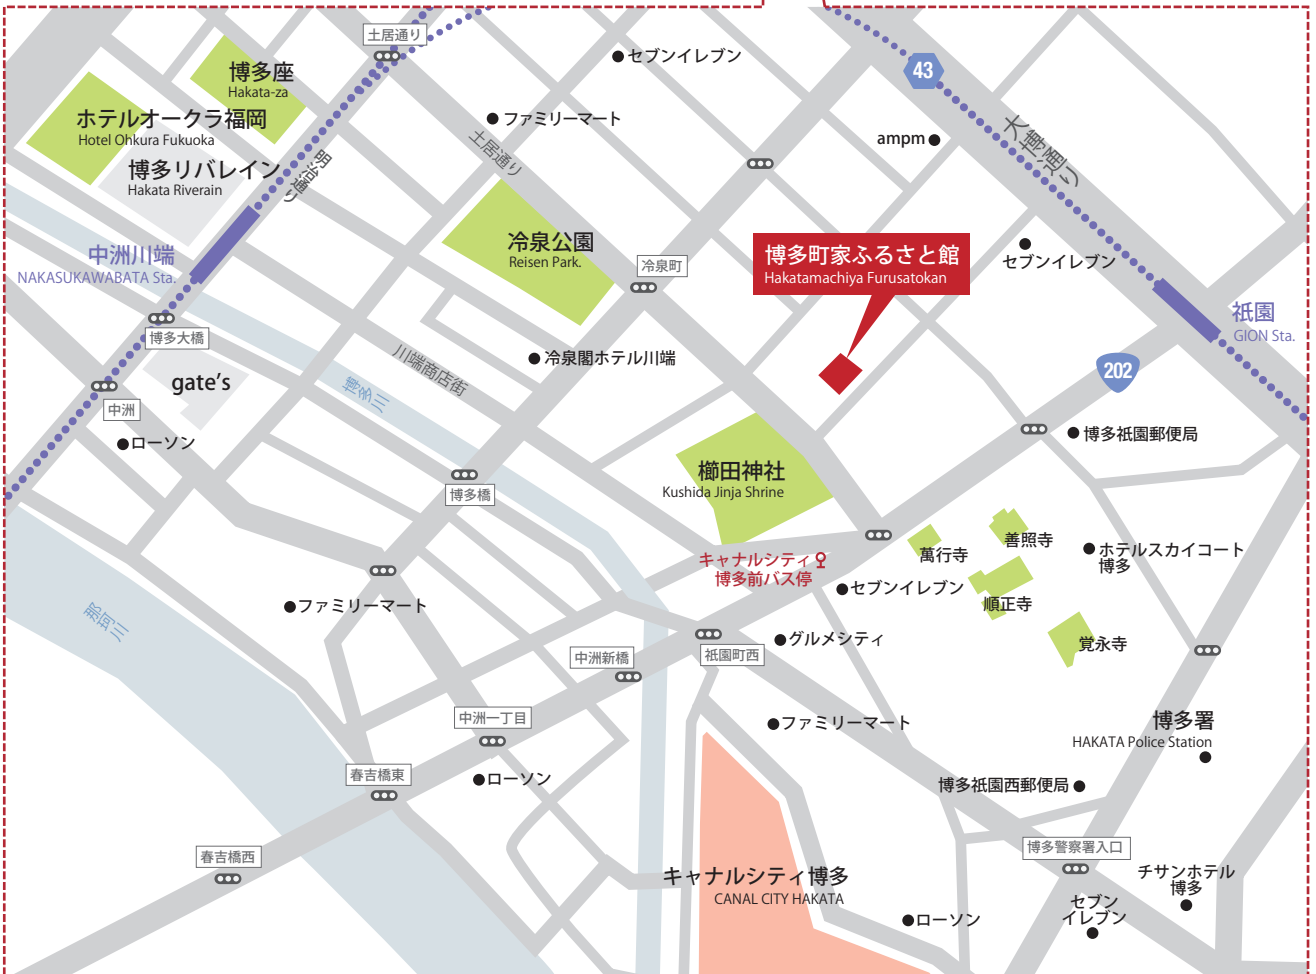 土居通り
セブンイレブン
43
博多座
Hakata-za
ホテルオークラ福岡
Hotel Ohkura Fukuoka
ファミリーマート
土居通り
ampm
大博通り
博多リバレイン
Hakata Riverain
明治通り
中洲川端
NAKASUKAWABATA Sta.
冷泉公園
Reisen Park.
冷泉町
博多町家ふるさと館
Hakatamachiya Furusatokan
セブンイレブン
祇園
GION Sta.
博多大橋
gate's
川端商店街
冷泉閣ホテル川端
博多川
202
中洲
ローソン
博多祇園郵便局
櫛田神社
Kushida Jinja Shrine
博多橋
キャナルシティ
博多前バス停
萬行寺
善照寺
ホテルスカイコート
博多
セブンイレブン
順正寺
ファミリーマート
那珂川
グルメシティ
覚永寺
中洲新橋
祇園町西
中洲一丁目
ファミリーマート
博多署
HAKATA Police Station
春吉橋東
ローソン
博多祇園西郵便局
春吉橋西
博多警察署入口
キャナルシティ博多
CANAL CITY HAKATA
チサンホテル
博多
セブン
イレブン
ローソン